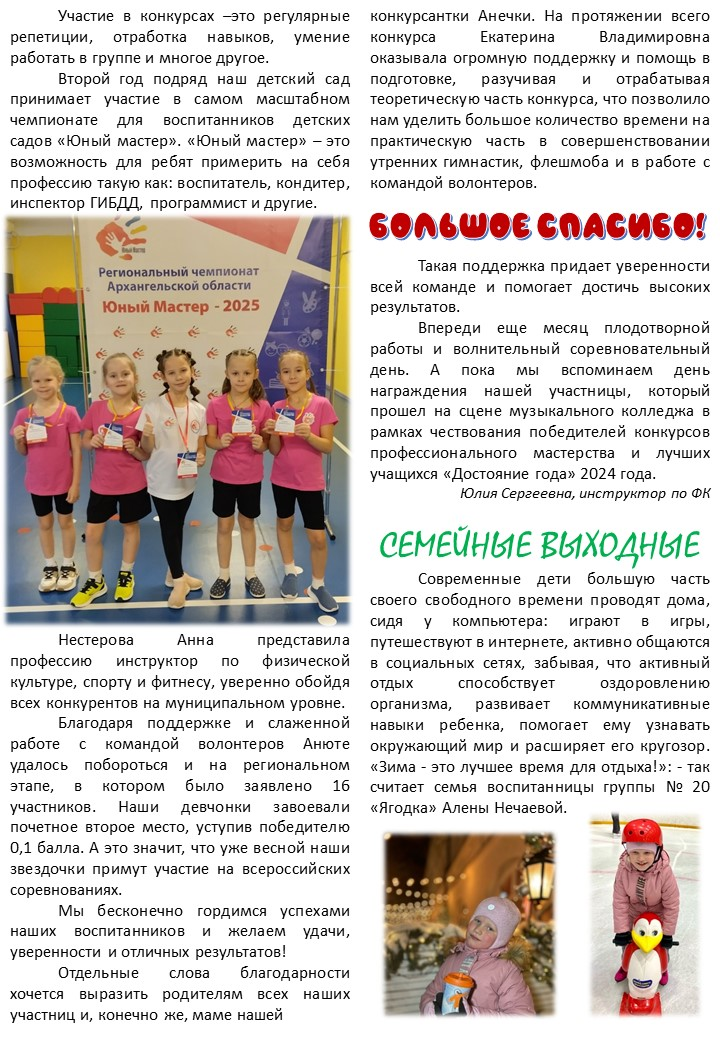 Участие в конкурсах –это регулярные
репетиции, отработка навыков, умение
работать в группе и многое другое.
Второй год подряд наш детский сад
принимает участие в самом масштабном
чемпионате для воспитанников детских
садов «Юный мастер». «Юный мастер» – это
возможность для ребят примерить на себя
профессию такую как: воспитатель, кондитер,
инспектор ГИБДД, программист и другие.
Юный Мастер
Региональный чемпионат
Архангельской области
Юный Мастер - 2025
Нестерова Анна представила
профессию инструктор по физической
культуре, спорту и фитнесу, уверенно обойдя
всех конкурентов на муниципальном уровне.
Благодаря поддержке и слаженной
работе с командой волонтеров Анюте
удалось побороться и на региональном
этапе, в котором было заявлено 16
участников. Наши девчонки завоевали
почетное второе место, уступив победителю
0,1 балла. А это значит, что уже весной наши
звездочки примут участие на всероссийских
соревнованиях.
Мы бесконечно гордимся успехами
наших воспитанников и желаем удачи,
уверенности и отличных результатов!
Отдельные слова благодарности
хочется выразить родителям всех наших
участниц и, конечно же, маме нашей
конкурсантки Анечки. На протяжении всего
конкурса Екатерина Владимировна
оказывала огромную поддержку и помощь в
подготовке, разучивая и отрабатывая
теоретическую часть конкурса, что позволило
нам уделить большое количество времени на
практическую часть в совершенствовании
утренних гимнастик, флешмоба и в работе с
командой волонтеров.
БОЛЬШОЕ СПАСИБО!
Такая поддержка придает уверенности
всей команде и помогает достичь высоких
результатов.
Впереди еще месяц плодотворной
работы и волнительный соревновательный
день. А пока мы вспоминаем день
награждения нашей участницы, который
прошел на сцене музыкального колледжа в
рамках чествования победителей конкурсов
профессионального мастерства и лучших
учащихся «Достояние года» 2024 года.
Юлия Сергеевна, инструктор по ФК
СЕМЕЙНЫЕ ВЫХОДНЫЕ
Современные дети большую часть
своего свободного времени проводят дома,
сидя у компьютера: играют в игры,
путешествуют в интернете, активно общаются
в социальных сетях, забывая, что активный
отдых способствует оздоровлению
организма, развивает коммуникативные
навыки ребенка, помогает ему узнавать
окружающий мир и расширяет его кругозор.
«Зима - это лучшее время для отдыха!»: - так
считает семья воспитанницы группы № 20
«Ягодка» Алены Нечаевой.